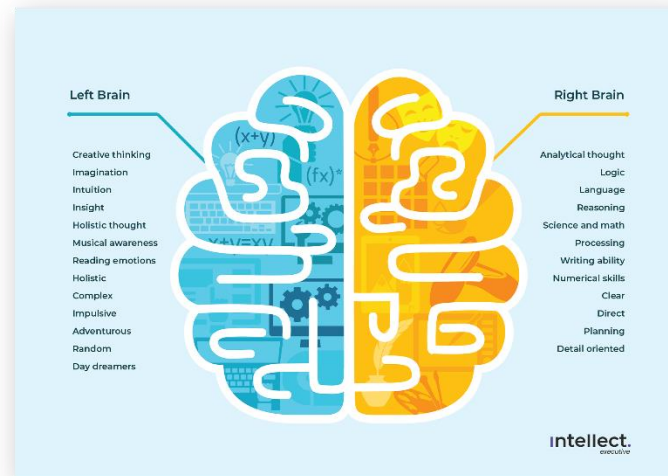 Left Brain
Right Brain
Creative thinking
Imagination
Intuition
Insight
Holistic thought
Musical awareness
Reading emotions
Holistic
Complex
Impulsive
Adventurous
Random
Day dreamers
(x+y)
(fx)*
x+y=xy
Analytical thought
Logic
Language
Reasoning
Science and math
Processing
Writing ability
Numerical skills
Clear
Direct
Planning
Detail oriented
intellect.
executive